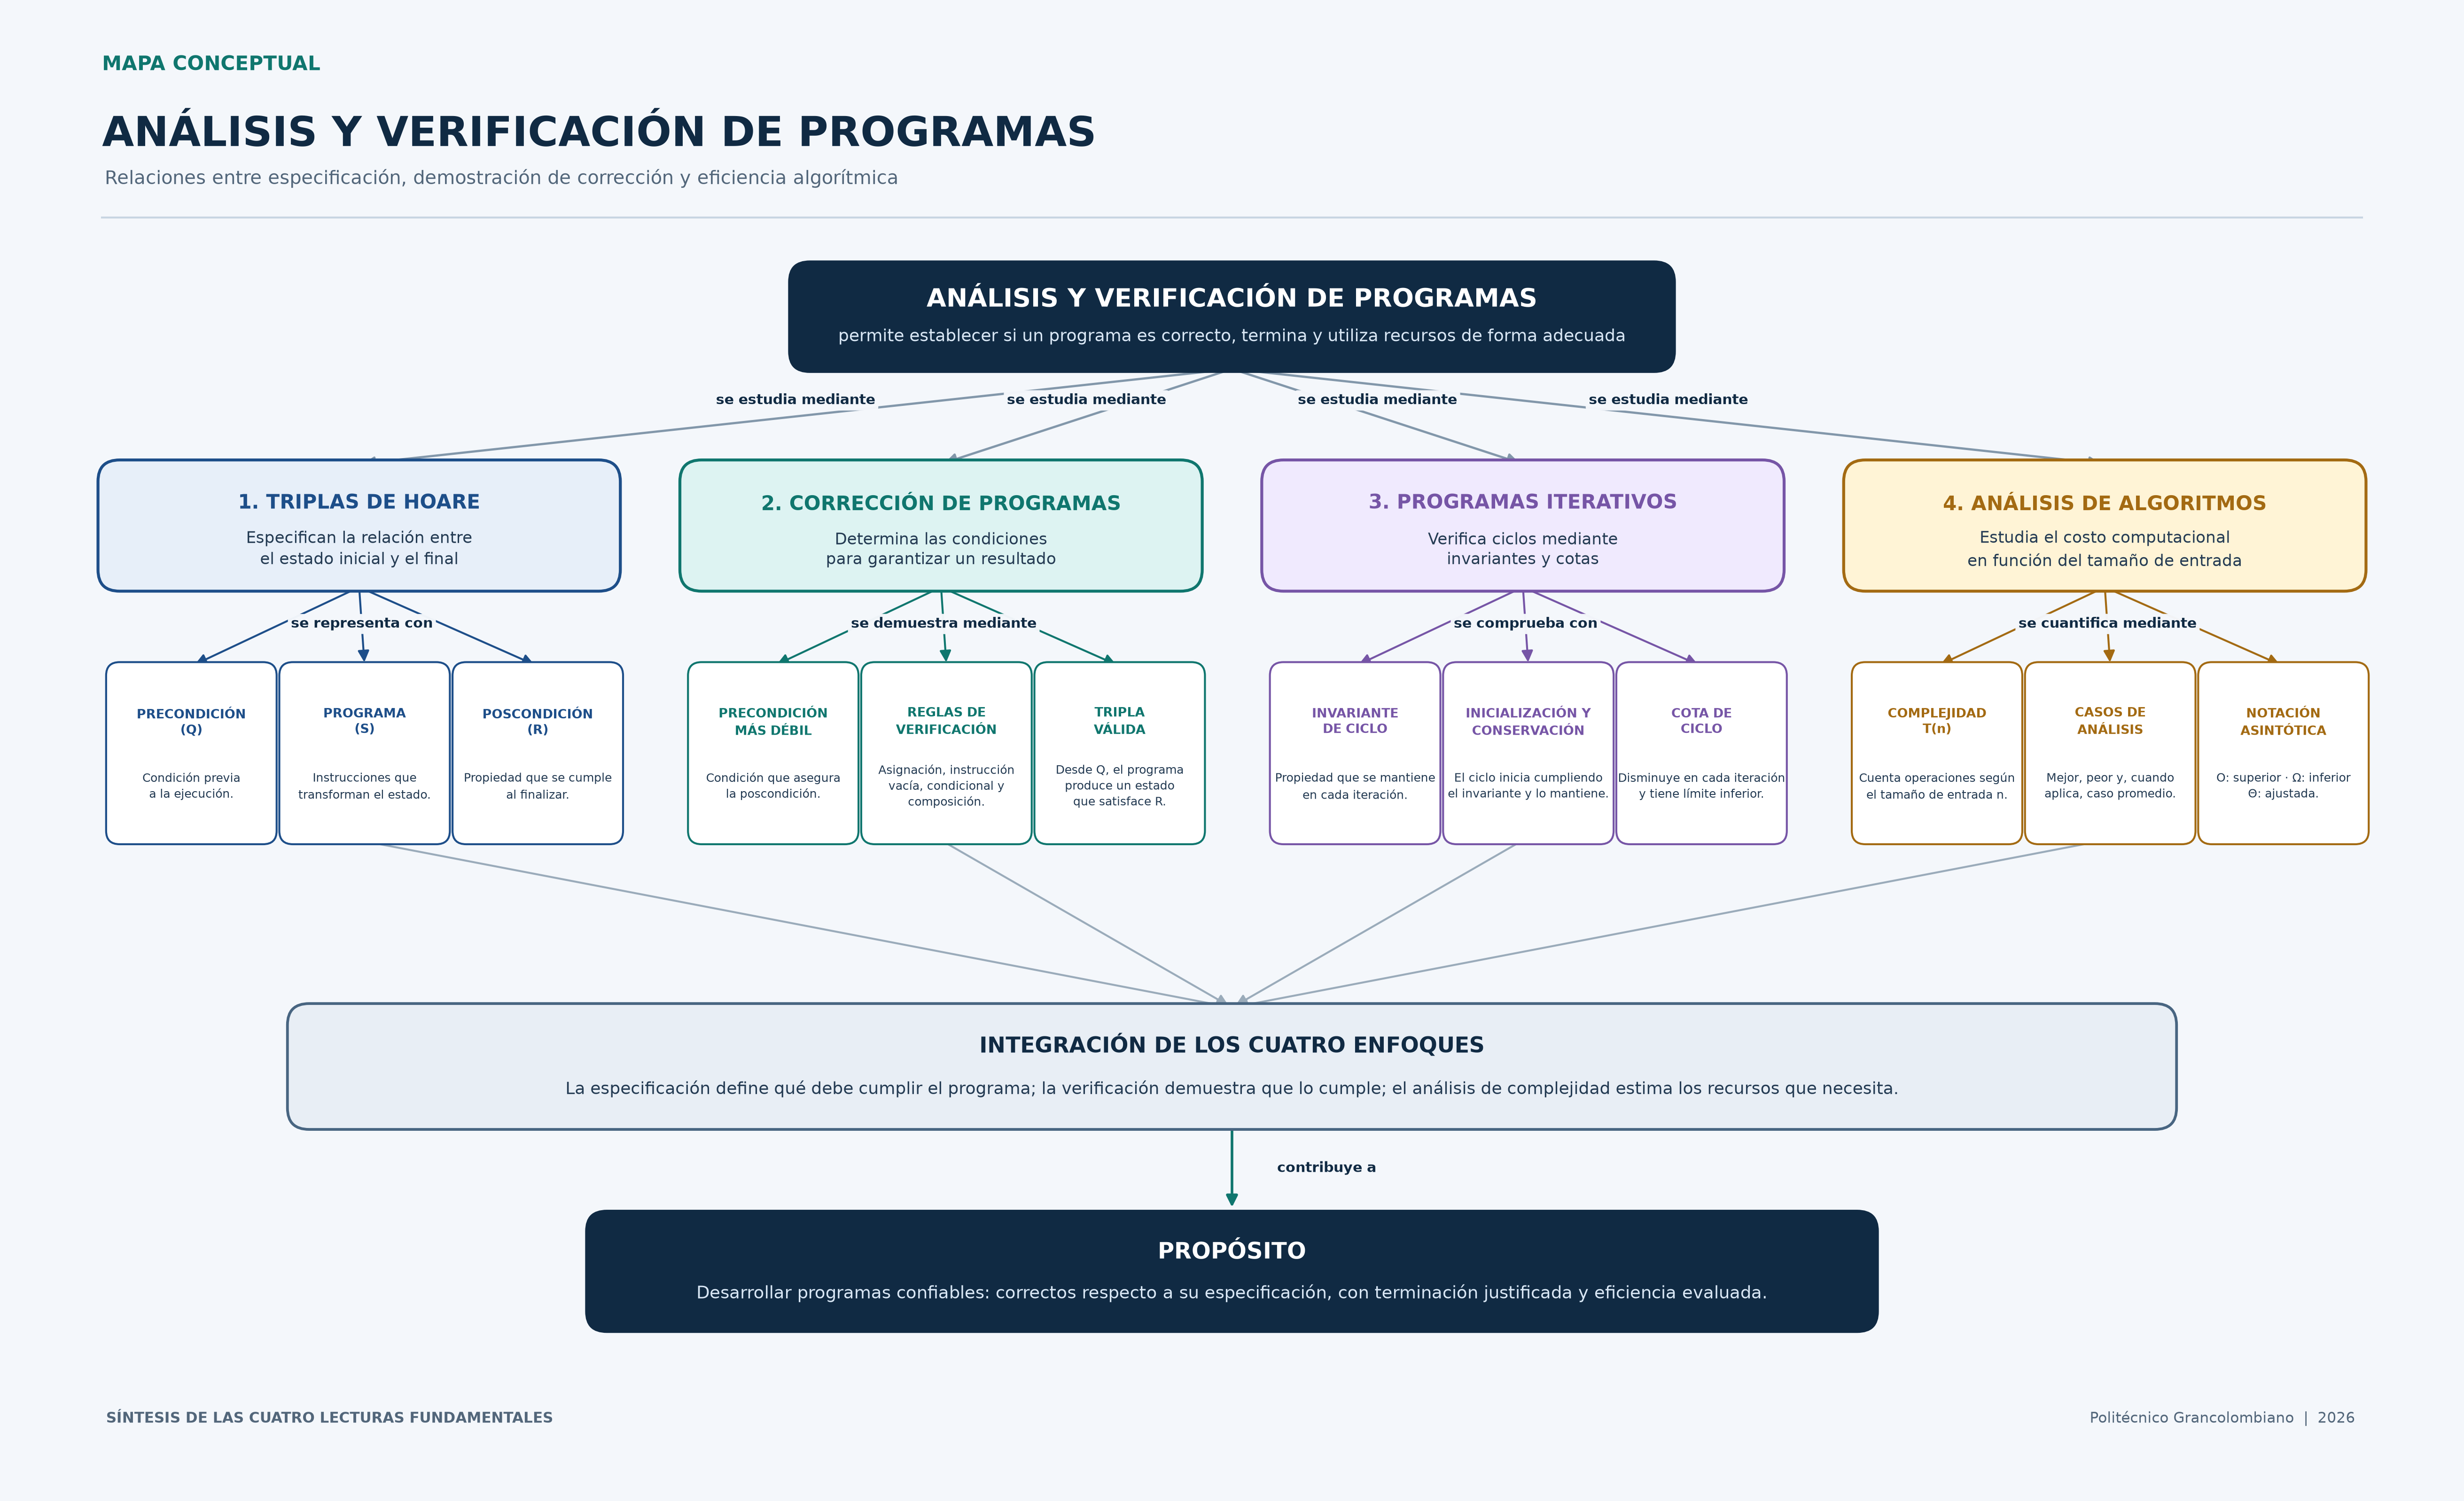 MAPA CONCEPTUAL
ANÁLISIS Y VERIFICACIÓN DE PROGRAMAS
Relaciones entre especificación, demostración de corrección y eficiencia algorítmica
ANÁLISIS Y VERIFICACIÓN DE PROGRAMAS
permite establecer si un programa es correcto, termina y utiliza recursos de forma adecuada
se estudia mediante
se estudia mediante
se estudia mediante
se estudia mediante
1. TRIPLAS DE HOARE
Especifican la relación entre
el estado inicial y el final
2. CORRECCIÓN DE PROGRAMAS
Determina las condiciones
para garantizar un resultado
3. PROGRAMAS ITERATIVOS
Verifica ciclos mediante
invariantes y cotas
4. ANÁLISIS DE ALGORITMOS
Estudia el costo computacional
en función del tamaño de entrada
se representa con
se demuestra mediante
se comprueba con
se cuantifica mediante
PRECONDICIÓN
(Q)
Condición previa
a la ejecución.
PROGRAMA
(S)
Instrucciones que
transforman el estado.
POSCONDICIÓN
(R)
Propiedad que se cumple
al finalizar.
PRECONDICIÓN
MÁS DÉBIL
Condición que asegura
la poscondición.
REGLAS DE
VERIFICACIÓN
Asignación, instrucción
vacía, condicional y
composición.
TRIPLA
VÁLIDA
Desde Q, el programa
produce un estado
que satisface R.
INVARIANTE
DE CICLO
Propiedad que se mantiene
en cada iteración.
INICIALIZACIÓN Y
CONSERVACIÓN
El ciclo inicia cumpliendo
el invariante y lo mantiene.
COTA DE
CICLO
Disminuye en cada iteración
y tiene límite inferior.
COMPLEJIDAD
T(n)
Cuenta operaciones según
el tamaño de entrada n.
CASOS DE
ANÁLISIS
Mejor, peor y, cuando
aplica, caso promedio.
NOTACIÓN
ASINTÓTICA
O: superior · Ω: inferior
Θ: ajustada.
INTEGRACIÓN DE LOS CUATRO ENFOQUES
La especificación define qué debe cumplir el programa; la verificación demuestra que lo cumple; el análisis de complejidad estima los recursos que necesita.
contribuye a
PROPÓSITO
Desarrollar programas confiables: correctos respecto a su especificación, con terminación justificada y eficiencia evaluada.
SÍNTESIS DE LAS CUATRO LECTURAS FUNDAMENTALES
Politécnico Grancolombiano | 2026